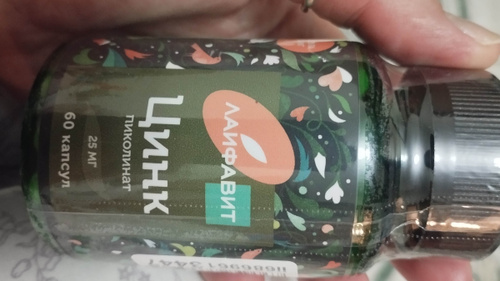 ЛАЙФАВИТ
Цинк
пиколинат
25 мг
60 капсул